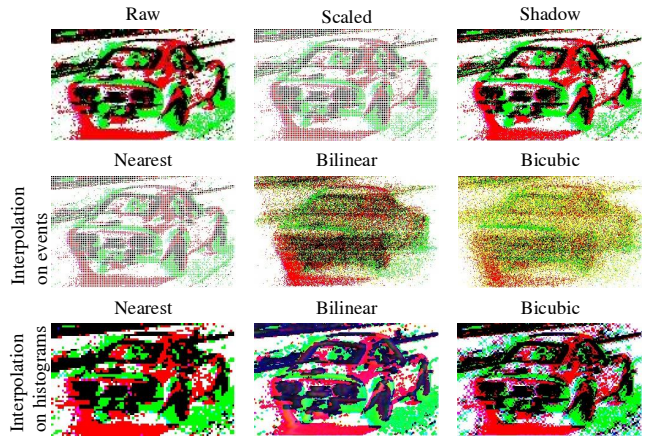 Raw
Scaled
Shadow
Nearest
Bilinear
Bicubic
Interpolation
on events
Nearest
Bilinear
Bicubic
Interpolation
on histograms